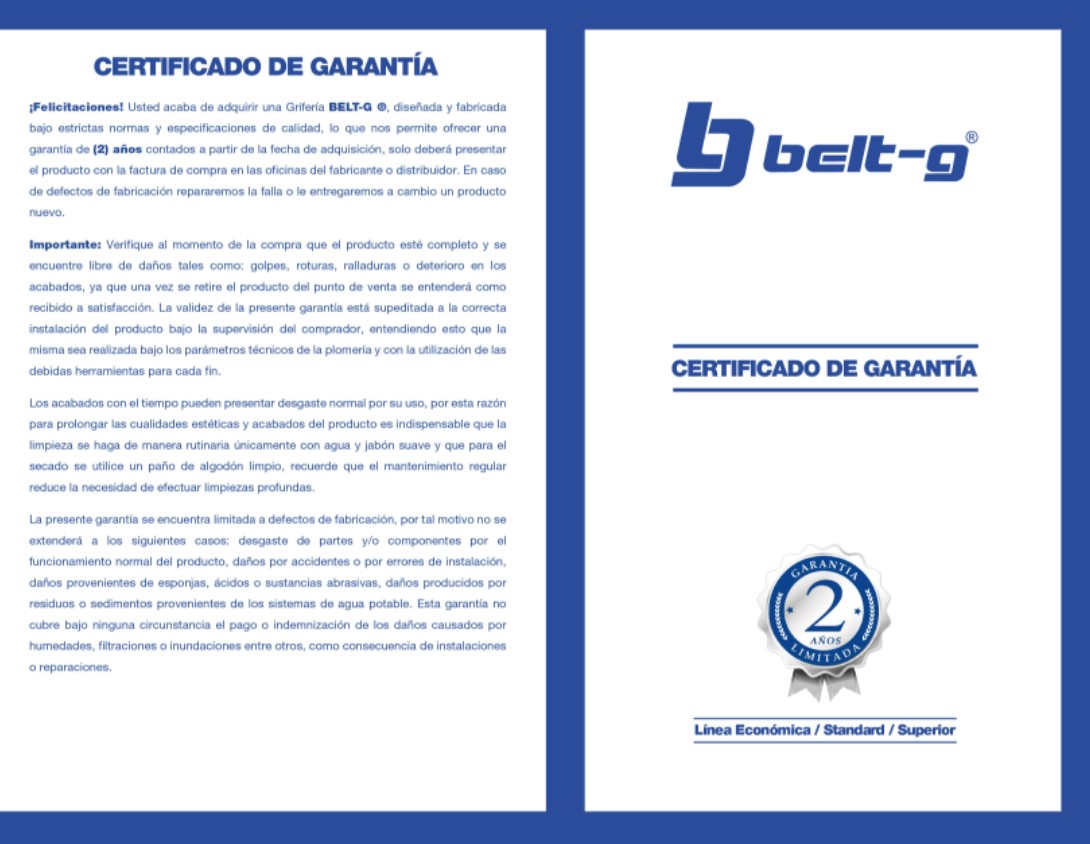 CERTIFICADO DE GARANTÍA
¡Felicitaciones! Usted acaba de adquirir una Grifería BELT-G ®, diseñada y fabricada
bajo estrictas normas y especificaciones de calidad, lo que nos permite ofrecer una
garantía de (2) años contados a partir de la fecha de adquisición, solo deberá presentar
el producto con la factura de compra en las oficinas del fabricante o distribuidor. En caso
de defectos de fabricación repararemos la falla o le entregaremos a cambio un producto
nuevo.
Importante: Verifique al momento de la compra que el producto esté completo y se
encuentre libre de daños tales como: golpes, roturas, ralladuras o deterioro en los
acabados, ya que una vez se retire el producto del punto de venta se entenderá como
recibido a satisfacción. La validez de la presente garantía está supeditada a la correcta
instalación del producto bajo la supervisión del comprador, entendiendo esto que la
misma sea realizada bajo los parámetros técnicos de la plomería y con la utilización de las
debidas herramientas para cada fin.
Los acabados con el tiempo pueden presentar desgaste normal por su uso, por esta razón
para prolongar las cualidades estéticas y acabados del producto es indispensable que la
limpieza se haga de manera rutinaria únicamente con agua y jabón suave y que para el
secado se utilice un paño de algodón limpio, recuerde que el mantenimiento regular
reduce la necesidad de efectuar limpiezas profundas.
La presente garantía se encuentra limitada a defectos de fabricación, por tal motivo no se
extenderá a los siguientes casos: desgaste de partes y/o componentes por el
funcionamiento normal del producto, daños por accidentes o por errores de instalación,
daños provenientes de esponjas, ácidos o sustancias abrasivas, daños producidos por
residuos o sedimentos provenientes de los sistemas de agua potable. Esta garantía no
cubre bajo ninguna circunstancia el pago o indemnización de los daños causados por
humedades, filtraciones o inundaciones entre otros, como consecuencia de instalaciones
o reparaciones.
belt-g®
CERTIFICADO DE GARANTÍA
GARANTIA
2
AÑOS
LIMITADA
Línea Económica / Standard / Superior